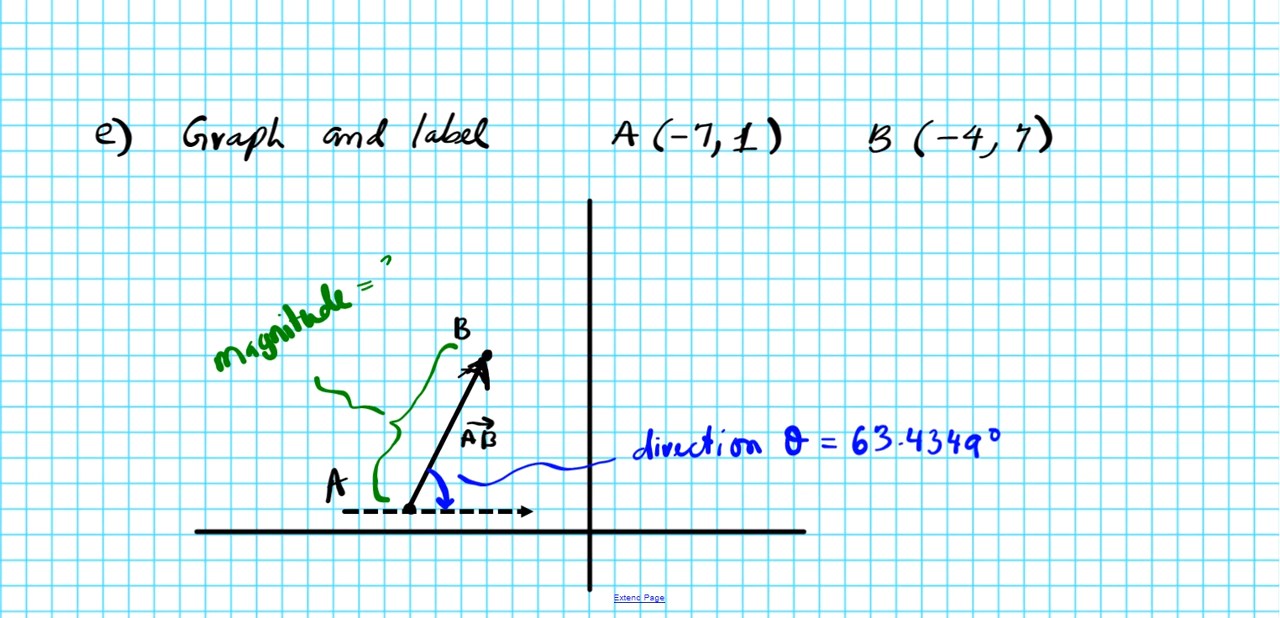 e) Graph and label A (-7, 1) B (-4, 7)
magnitude = ?
B
AB
direction θ = 63.4349°
A
Extend Page